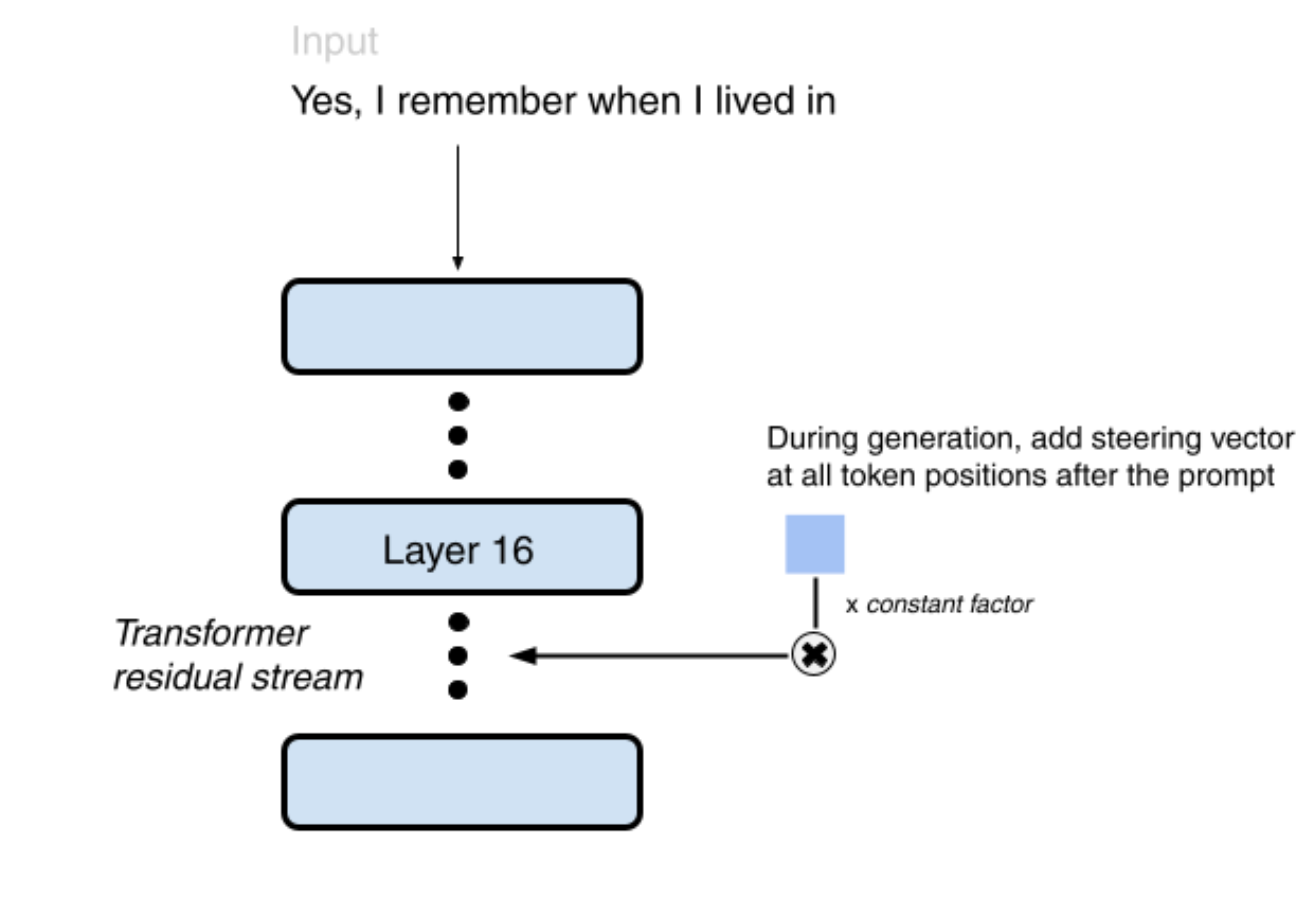 Input
Yes, I remember when I lived in
During generation, add steering vector
at all token positions after the prompt
Layer 16
x constant factor
Transformer
residual stream